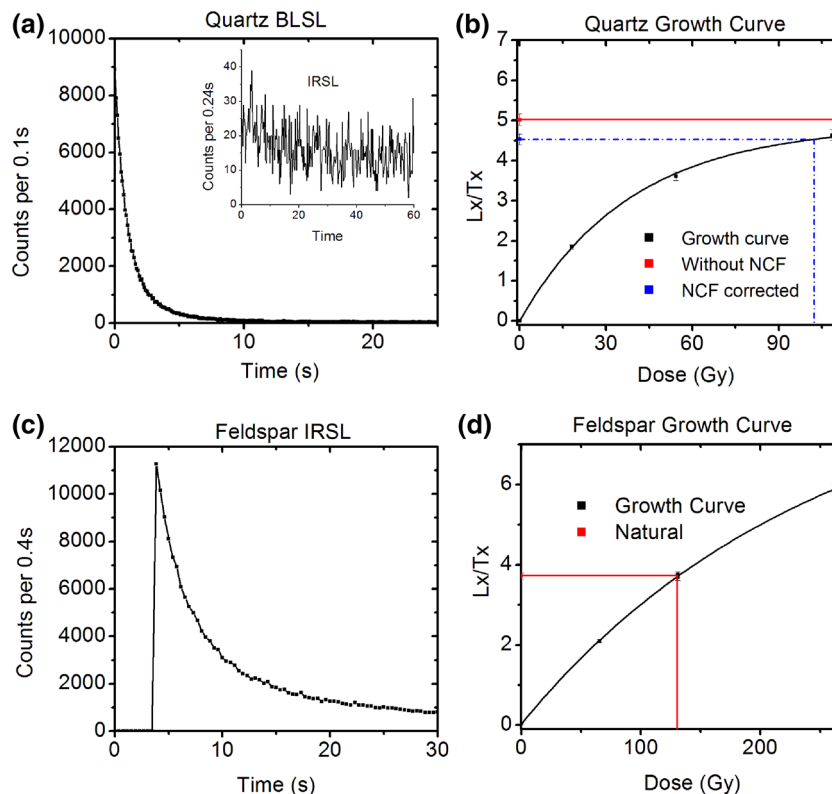 (a)
Quartz BLSL
10000
8000
6000
4000
2000
0
0
10
20
Counts per 0.1s
Time (s)
IRSL
40
30
20
10
0
0
10
20
30
40
50
60
Counts per 0.24s
Time
(b)
Quartz Growth Curve
7
6
5
4
3
2
1
0
0
30
60
90
Lx/Tx
Dose (Gy)
Growth curve
Without NCF
NCF corrected
(c)
Feldspar IRSL
12000
10000
8000
6000
4000
2000
0
0
10
20
30
Counts per 0.4s
Time (s)
(d)
Feldspar Growth Curve
6
4
2
0
0
100
200
Lx/Tx
Dose (Gy)
Growth Curve
Natural